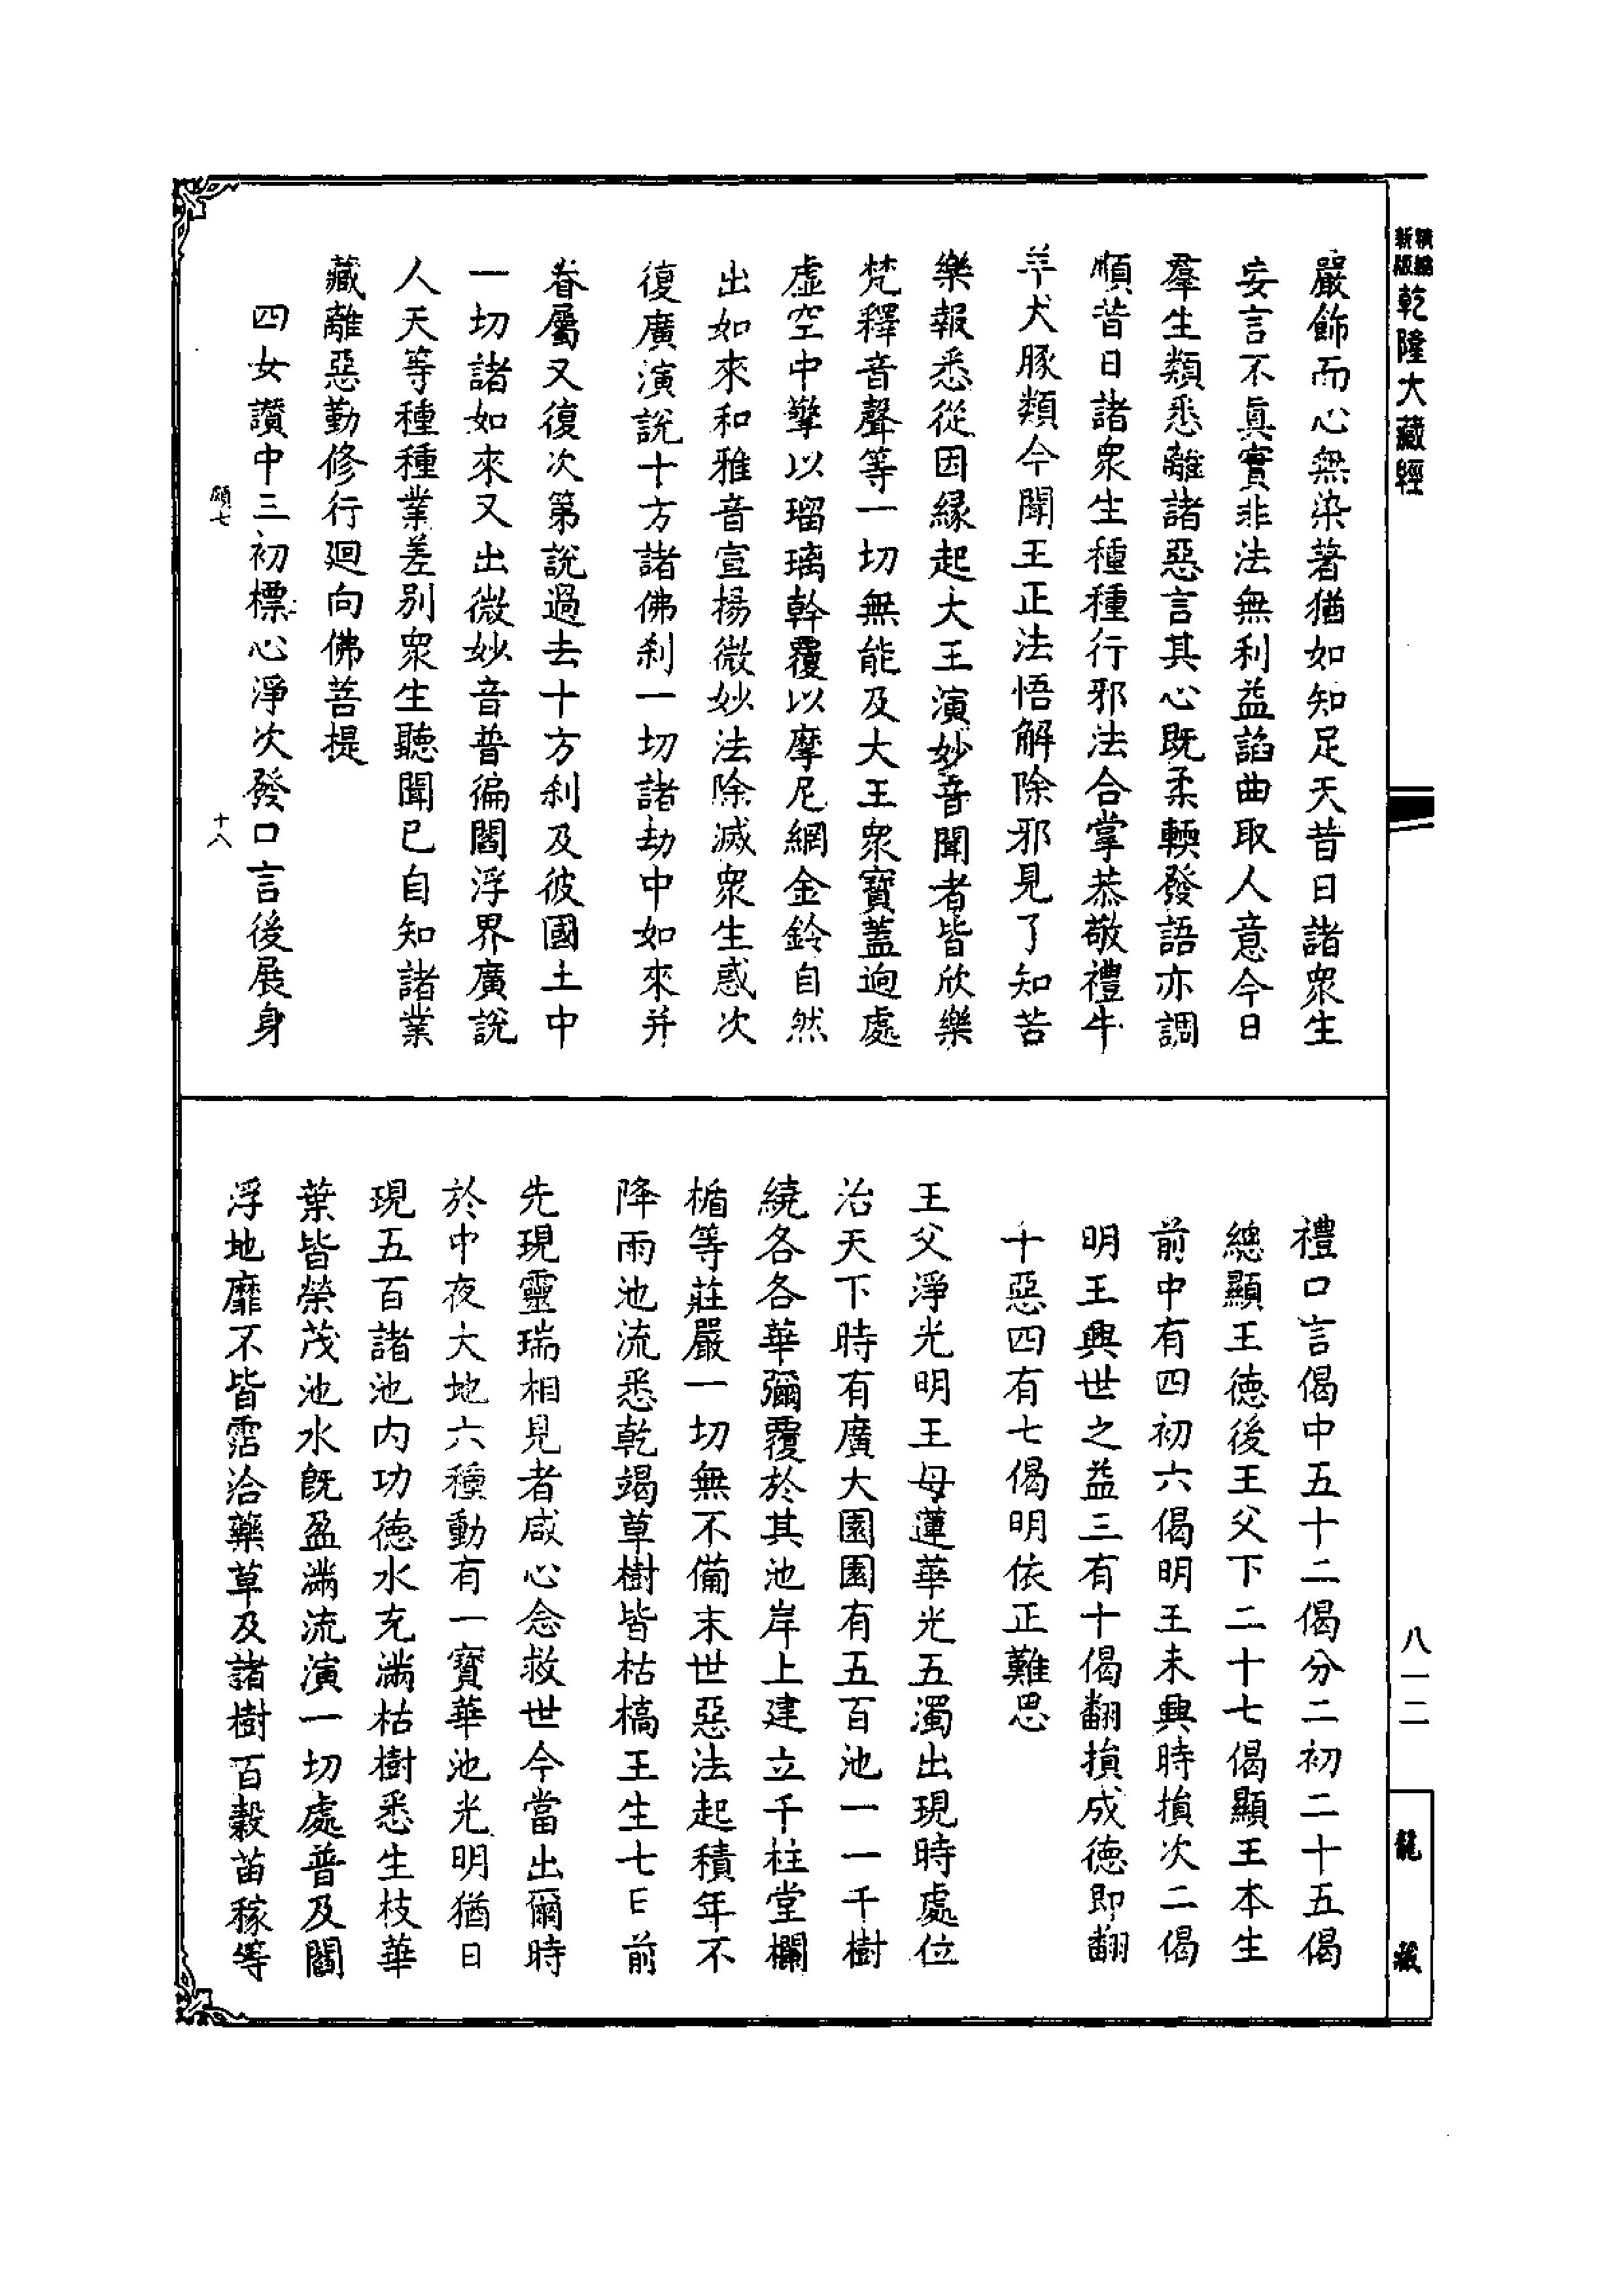 精編
新版
乾隆大藏經
八一二
龍藏
嚴飾而心無染著猶如知足天昔日諸衆生
妄言不真實非法無利益諂曲取人意今日
羣生類悉離諸惡言其心既柔輭發語亦調
順昔日諸衆生種種行邪法合掌恭敬禮牛
羊犬豚類今聞王正法悟解除邪見了知苦
樂報悉從因緣起大王演妙音聞者皆欣樂
梵釋音聲等一切無能及大王衆寶蓋逈處
虛空中擎以瑠璃幹覆以摩尼網金鈴自然
出如來和雅音宣揚微妙法除滅衆生惑次
復廣演說十方諸佛刹一切諸劫中如來并
眷屬又復次第說過去十方刹及彼國土中
一切諸如來又出微妙音普徧閻浮界廣說
人天等種種業差別衆生聽聞已自知諸業
藏離惡勤修行廻向佛菩提
四女讚中三初標心淨次發口言後展身
願七
十八
禮口言偈中五十二偈分二初二十五偈
總顯王德後王父下二十七偈顯王本生
前中有四初六偈明王未興時損次二偈
明王興世之益三有十偈翻損成德即翻
十惡四有七偈明依正難思
王父淨光明王母蓮華光五濁出現時處位
治天下時有廣大園園有五百池一一千樹
繞各各華彌覆於其池岸上建立千柱堂欄
楯等莊嚴一切無不備末世惡法起積年不
降雨池流悉乾竭草樹皆枯槁王生七日前
先現靈瑞相見者咸心念救世今當出爾時
於中夜大地六種動有一寶華池光明猶日
現五百諸池內功德水充滿枯樹悉生枝華
葉皆榮茂池水既盈滿流演一切處普及閻
浮地靡不皆霑洽藥草及諸樹百穀苗稼等